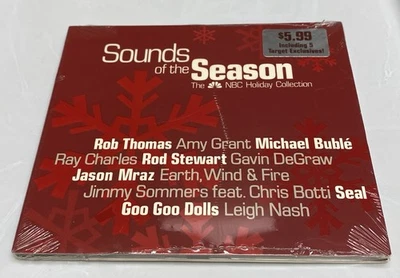 $5.99
Including 5
Target Exclusives!
Sounds
of the Season
The NBC Holiday Collection
Rob Thomas Amy Grant Michael Bublé
Ray Charles Rod Stewart Gavin DeGraw
Jason Mraz Earth, Wind & Fire
Jimmy Sommers feat. Chris Botti Seal
Goo Goo Dolls Leigh Nash